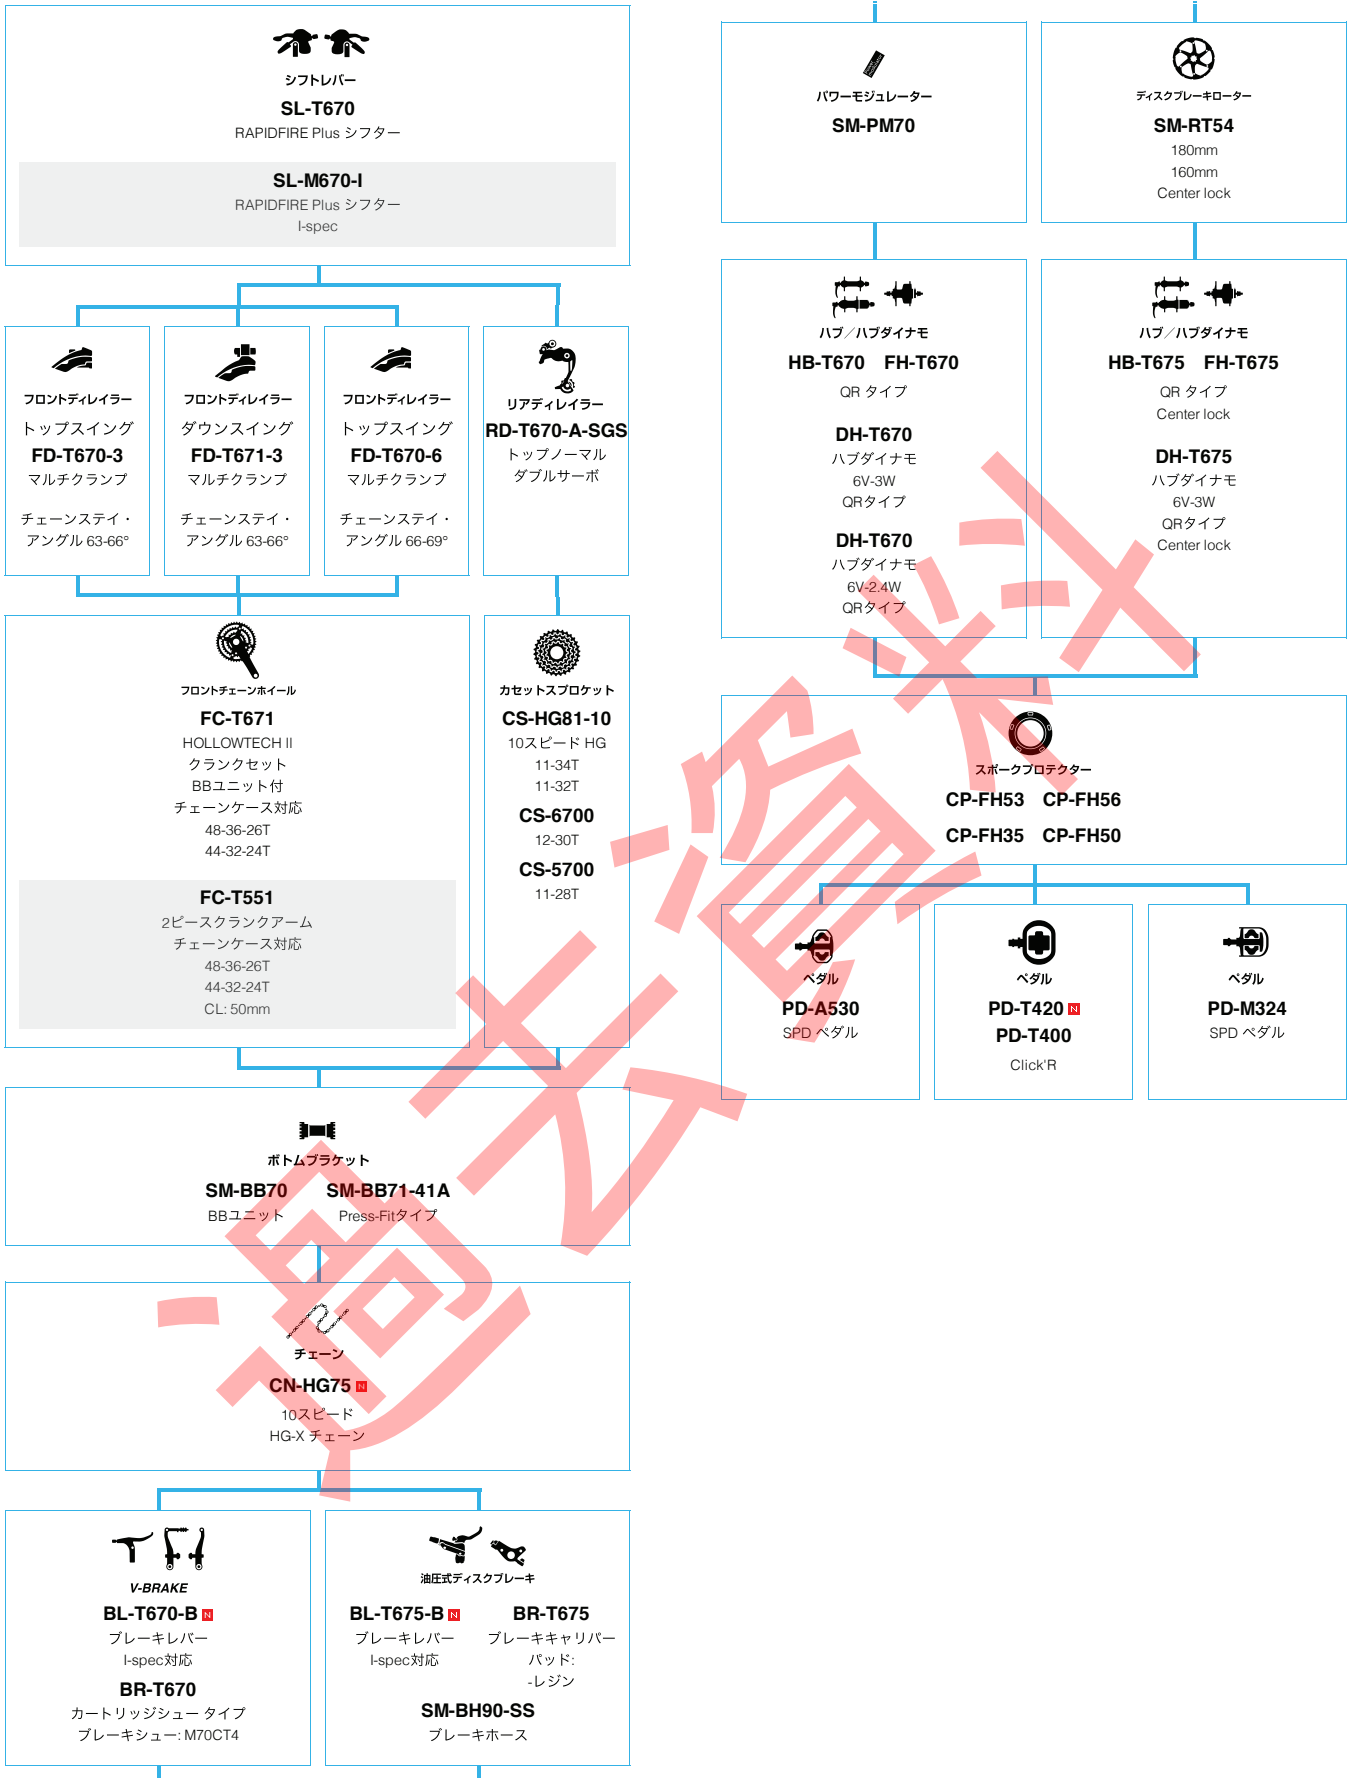 シフトレバー
SL-T670
RAPIDFIRE Plus シフター
SL-M670-I
RAPIDFIRE Plus シフター
I-spec
フロントディレイラー
トップスイング
FD-T670-3
マルチクランプ
チェーンステイ・
アングル 63-66°
フロントディレイラー
ダウンスイング
FD-T671-3
マルチクランプ
チェーンステイ・
アングル 63-66°
フロントディレイラー
トップスイング
FD-T670-6
マルチクランプ
チェーンステイ・
アングル 66-69°
リアディレイラー
RD-T670-A-SGS
トップノーマル
ダブルサーボ
フロントチェーンホイール
FC-T671
HOLLOWTECH II
クランクセット
BBユニット付
チェーンケース対応
48-36-26T
44-32-24T
FC-T551
2ピースクランクアーム
チェーンケース対応
48-36-26T
44-32-24T
CL: 50mm
カセットスプロケット
CS-HG81-10
10スピード HG
11-34T
11-32T
CS-6700
12-30T
CS-5700
11-28T
ボトムブラケット
SM-BB70
BBユニット
SM-BB71-41A
Press-Fitタイプ
チェーン
CN-HG75 N
10スピード
HG-X チェーン
V-BRAKE
BL-T670-B N
ブレーキレバー
I-spec対応
BR-T670
カートリッジシュー タイプ
ブレーキシュー: M70CT4
油圧式ディスクブレーキ
BL-T675-B N
ブレーキレバー
I-spec対応
BR-T675
ブレーキキャリパー
パッド:
-レジン
SM-BH90-SS
ブレーキホース
パワーモジュレーター
SM-PM70
ディスクブレーキローター
SM-RT54
180mm
160mm
Center lock
ハブ／ハブダイナモ
HB-T670 FH-T670
QR タイプ
DH-T670
ハブダイナモ
6V-3W
QRタイプ
DH-T670
ハブダイナモ
6V-2.4W
QRタイプ
ハブ／ハブダイナモ
HB-T675 FH-T675
QR タイプ
Center lock
DH-T675
ハブダイナモ
6V-3W
QRタイプ
Center lock
スポークプロテクター
CP-FH53 CP-FH56
CP-FH35 CP-FH50
ペダル
PD-A530
SPD ペダル
ペダル
PD-T420 N
PD-T400
Click'R
ペダル
PD-M324
SPD ペダル
過去資料